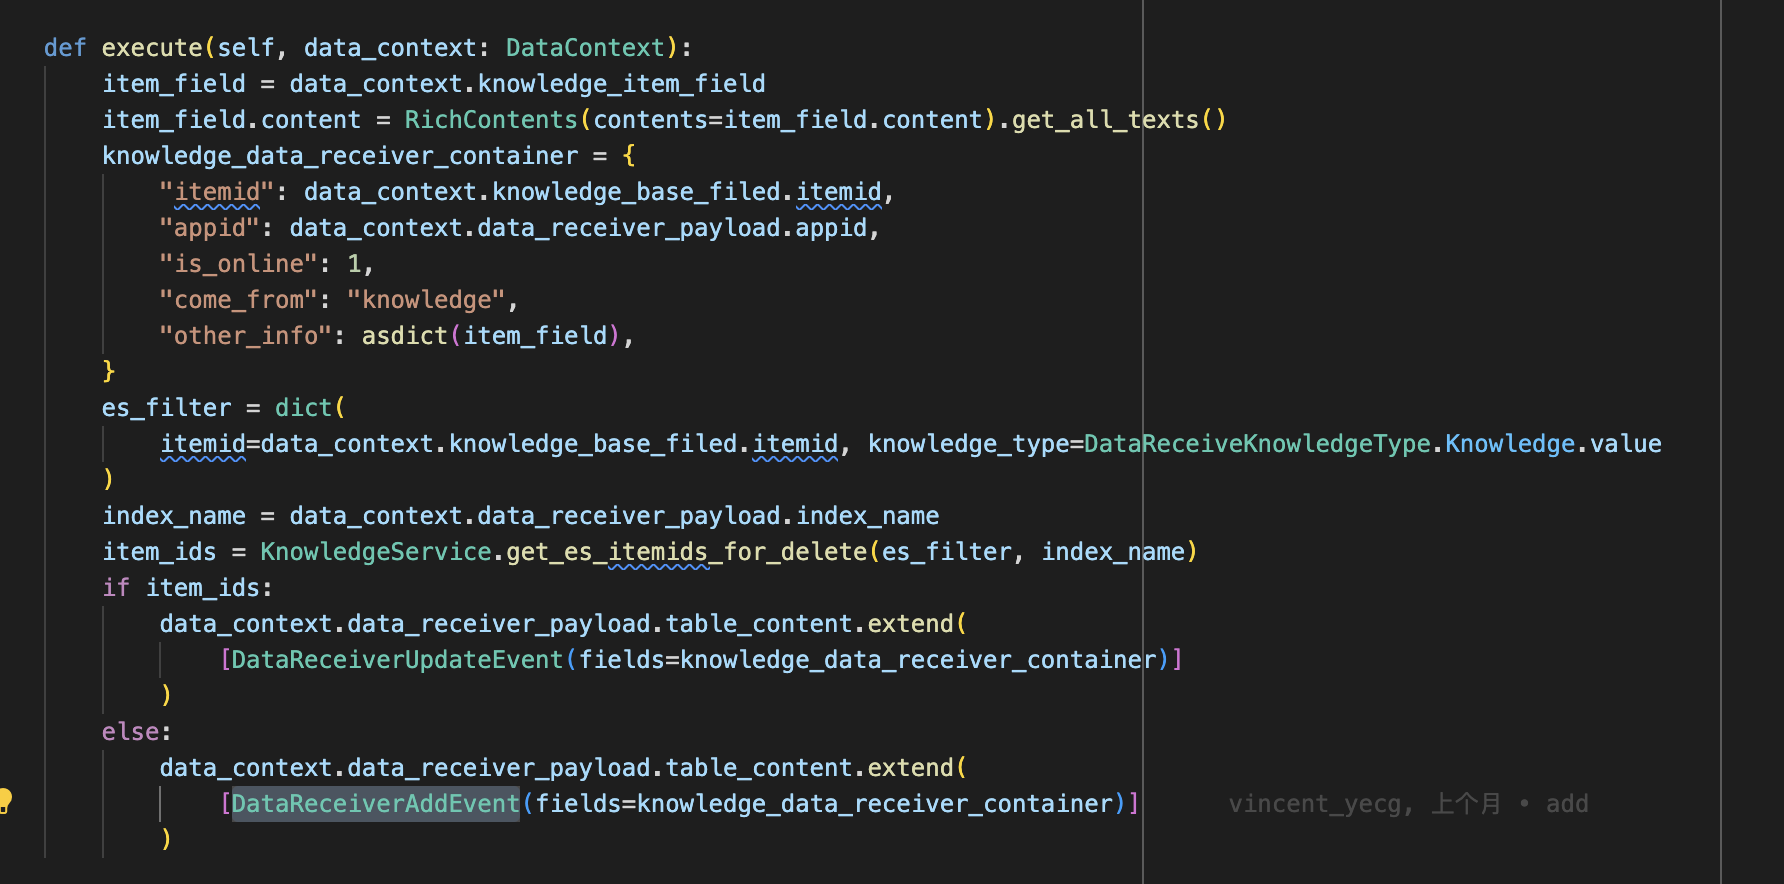 def execute(self, data_context: DataContext):
    item_field = data_context.knowledge_item_field
    item_field.content = RichContents(contents=item_field.content).get_all_texts()
    knowledge_data_receiver_container = {
        "itemid": data_context.knowledge_base_filed.itemid,
        "appid": data_context.data_receiver_payload.appid,
        "is_online": 1,
        "come_from": "knowledge",
        "other_info": asdict(item_field),
    }
    es_filter = dict(
        itemid=data_context.knowledge_base_filed.itemid, knowledge_type=DataReceiveKnowledgeType.Knowledge.value
    )
    index_name = data_context.data_receiver_payload.index_name
    item_ids = KnowledgeService.get_es_itemids_for_delete(es_filter, index_name)
    if item_ids:
        data_context.data_receiver_payload.table_content.extend(
            [DataReceiverUpdateEvent(fields=knowledge_data_receiver_container)]
        )
    else:
        data_context.data_receiver_payload.table_content.extend(
            [DataReceiverAddEvent(fields=knowledge_data_receiver_container)] vincent_yecg, 上个月 • add
        )